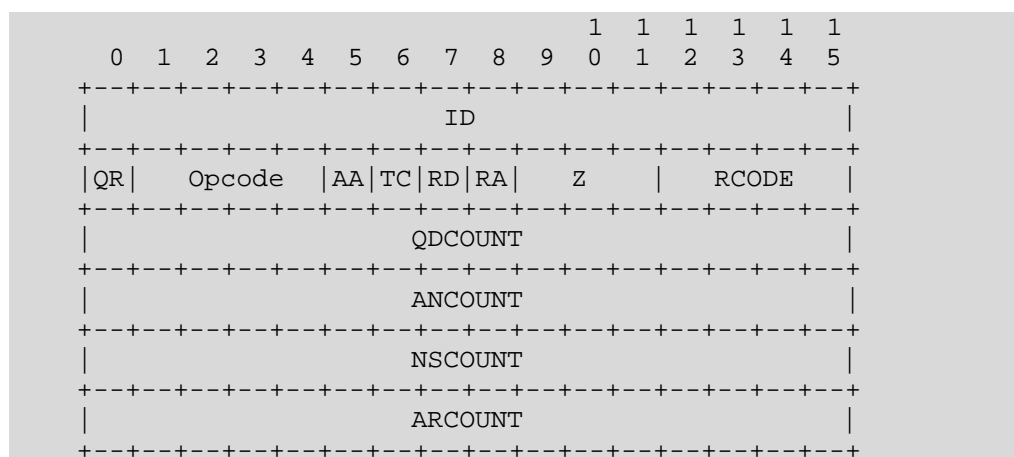 1  1  1  1  1  1
  0  1  2  3  4  5  6  7  8  9  0  1  2  3  4  5
+--+--+--+--+--+--+--+--+--+--+--+--+--+--+--+--+
|                      ID                       |
+--+--+--+--+--+--+--+--+--+--+--+--+--+--+--+--+
|QR|   Opcode  |AA|TC|RD|RA|   Z    |   RCODE   |
+--+--+--+--+--+--+--+--+--+--+--+--+--+--+--+--+
|                    QDCOUNT                    |
+--+--+--+--+--+--+--+--+--+--+--+--+--+--+--+--+
|                    ANCOUNT                    |
+--+--+--+--+--+--+--+--+--+--+--+--+--+--+--+--+
|                    NSCOUNT                    |
+--+--+--+--+--+--+--+--+--+--+--+--+--+--+--+--+
|                    ARCOUNT                    |
+--+--+--+--+--+--+--+--+--+--+--+--+--+--+--+--+